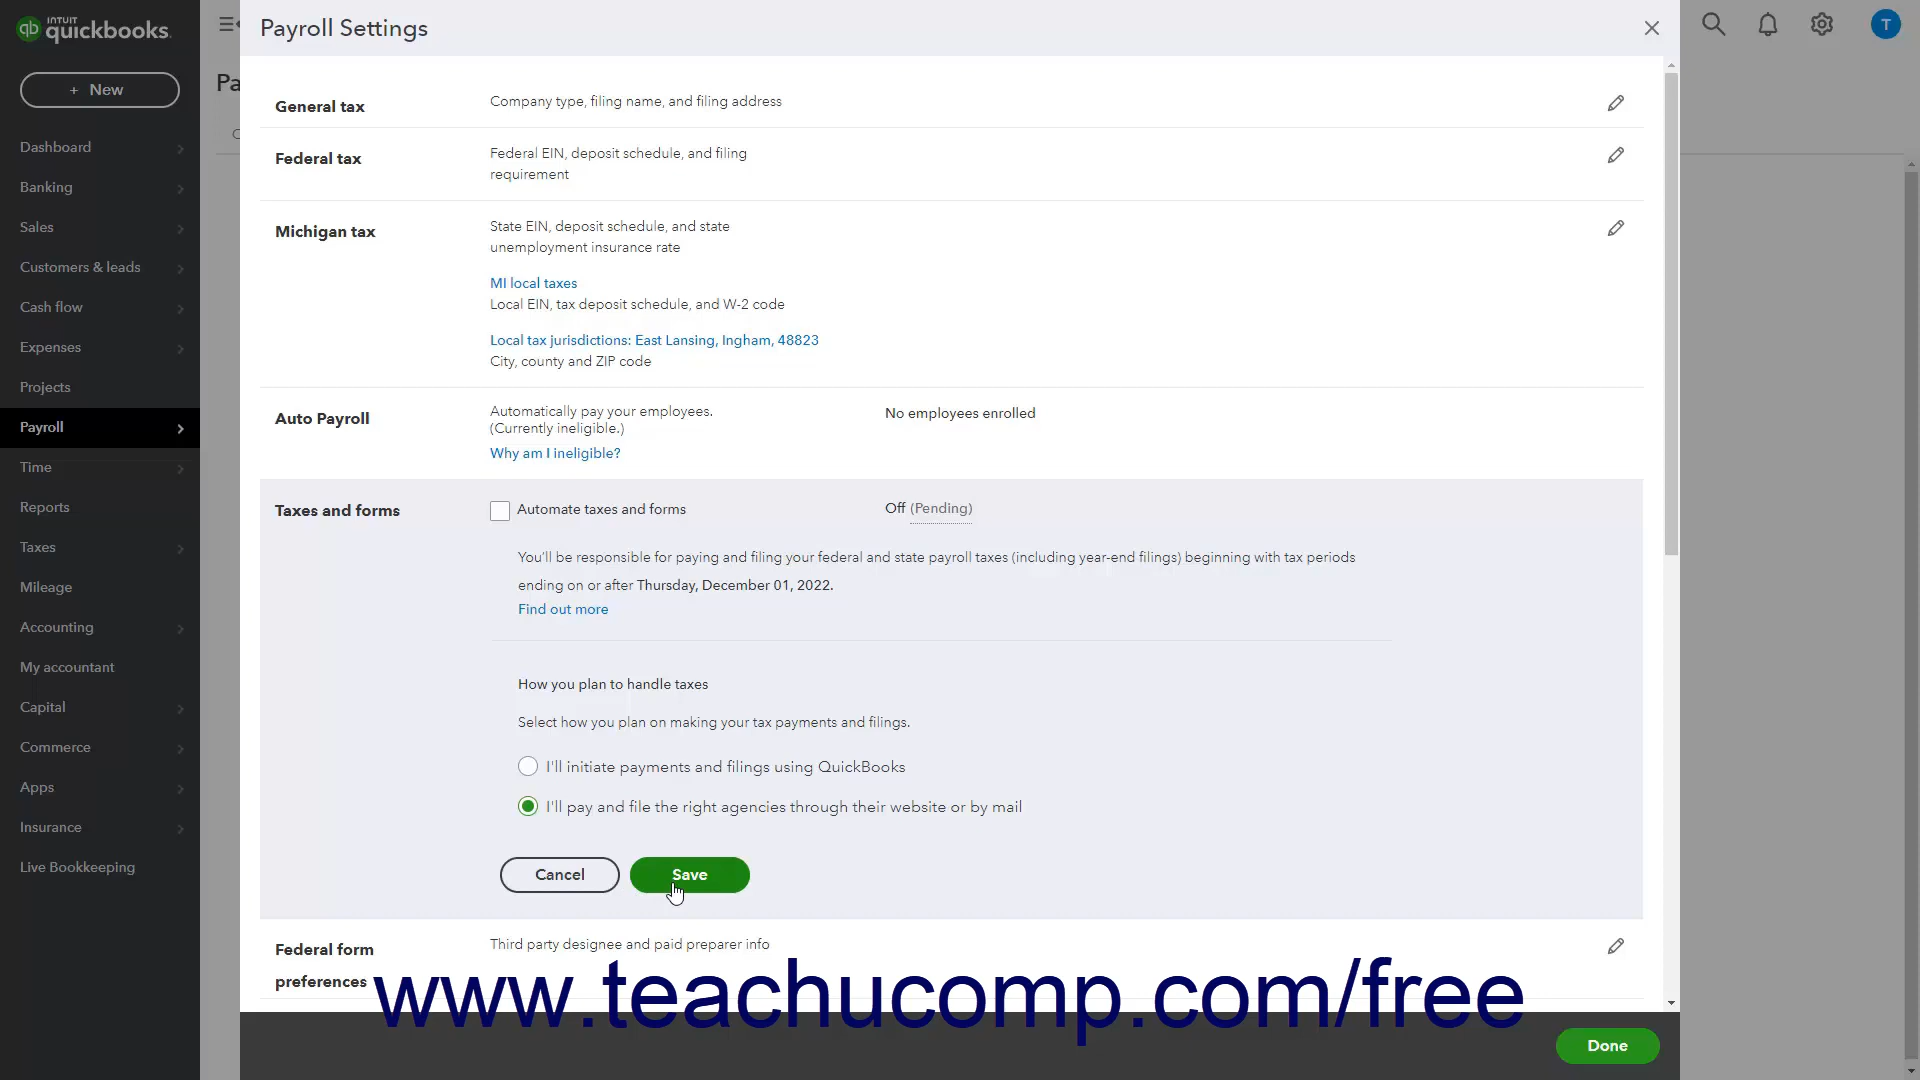 INTUIT
quickbooks.
+ New
Dashboard
Banking
Sales
Customers & leads
Cash flow
Expenses
Projects
Payroll
Time
Reports
Taxes
Mileage
Accounting
My accountant
Capital
Commerce
Apps
Insurance
Live Bookkeeping
Pa
Payroll Settings
T
General tax
Company type, filing name, and filing address
Federal tax
Federal EIN, deposit schedule, and filing
requirement
Michigan tax
State EIN, deposit schedule, and state
unemployment insurance rate
MI local taxes
Local EIN, tax deposit schedule, and W-2 code
Local tax jurisdictions: East Lansing, Ingham, 48823
City, county and ZIP code
Auto Payroll
Automatically pay your employees.
(Currently ineligible.)
Why am I ineligible?
No employees enrolled
Taxes and forms
Automate taxes and forms
Off (Pending)
You'll be responsible for paying and filing your federal and state payroll taxes (including year-end filings) beginning with tax periods
ending on or after Thursday, December 01, 2022.
Find out more
How you plan to handle taxes
Select how you plan on making your tax payments and filings.
I'll initiate payments and filings using QuickBooks
I'll pay and file the right agencies through their website or by mail
Cancel
Save
Federal form
preferences
Third party designee and paid preparer info
www.teachucomp.com/free
Done